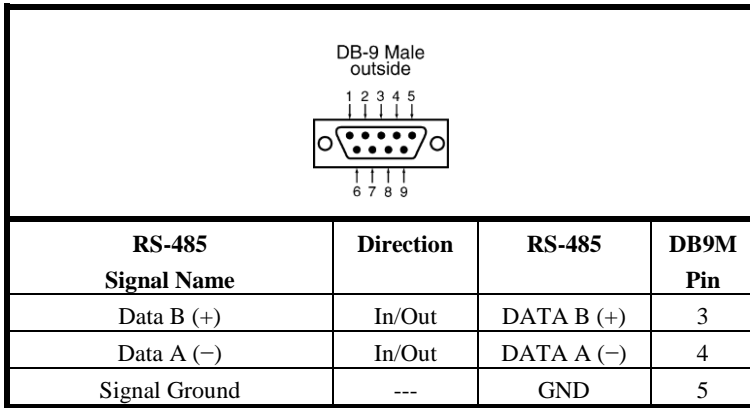 DB-9 Male
outside
1 2 3 4 5
6 7 8 9
RS-485 Direction RS-485 DB9M
Signal Name Pin
Data B (+) In/Out DATA B (+) 3
Data A (−) In/Out DATA A (−) 4
Signal Ground --- GND 5